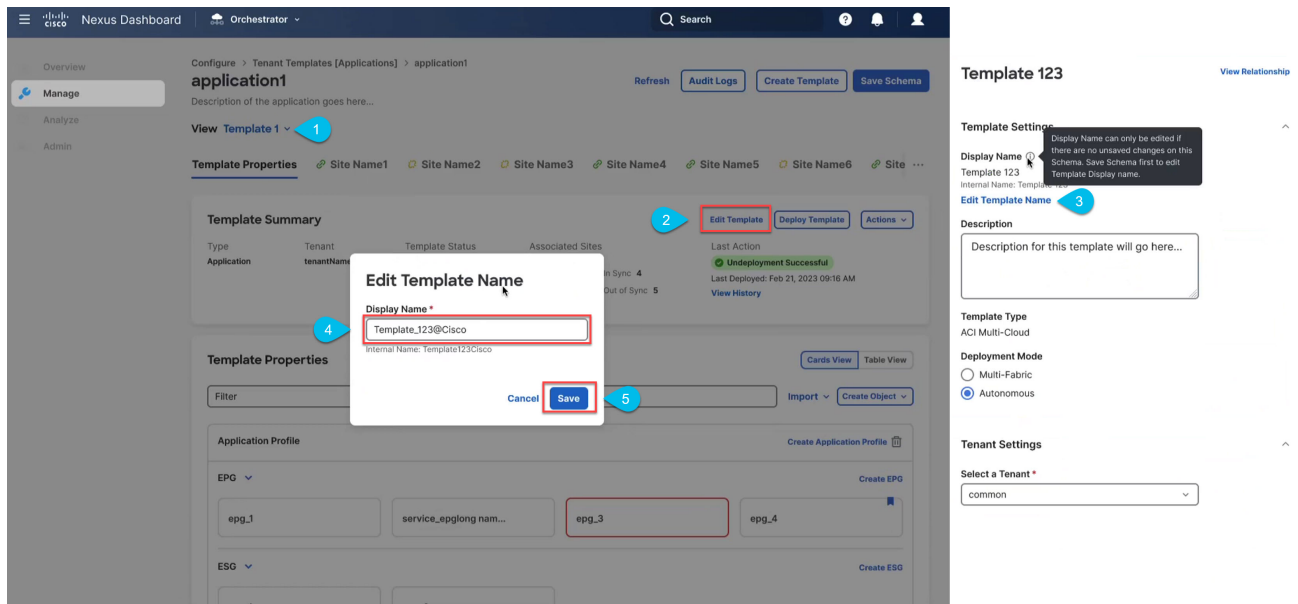 CISCO Nexus Dashboard Orchestrator Search
Overview
Manage
Analyze
Admin
Configure > Tenant Templates [Applications] > application1
application1
Description of the application goes here...
Refresh Audit Logs Create Template Save Schema
View Template 1 1
Template Properties Site Name1 Site Name2 Site Name3 Site Name4 Site Name5 Site Name6 Site ...
Template Summary
2 Edit Template Deploy Template Actions
Type Tenant Template Status Associated Sites Last Action
Application tenantName
In Sync 4
Out of Sync 5
Undeployment Successful
Last Deployed: Feb 21, 2023 09:16 AM
View History
Edit Template Name
Display Name *
4 Template_123@Cisco
Internal Name: Template123Cisco
Cancel Save 5
Template Properties Cards View Table View
Filter Import Create Object
Application Profile Create Application Profile
EPG Create EPG
epg_1 service_epglong nam... epg_3 epg_4
ESG Create ESG
Template 123 View Relationship
Template Settings
Display Name
Display Name can only be edited if
there are no unsaved changes on this
Schema. Save Schema first to edit
Template Display name.
Template 123
Internal Name: Template 123
Edit Template Name 3
Description
Description for this template will go here...
Template Type
ACI Multi-Cloud
Deployment Mode
Multi-Fabric
Autonomous
Tenant Settings
Select a Tenant *
common